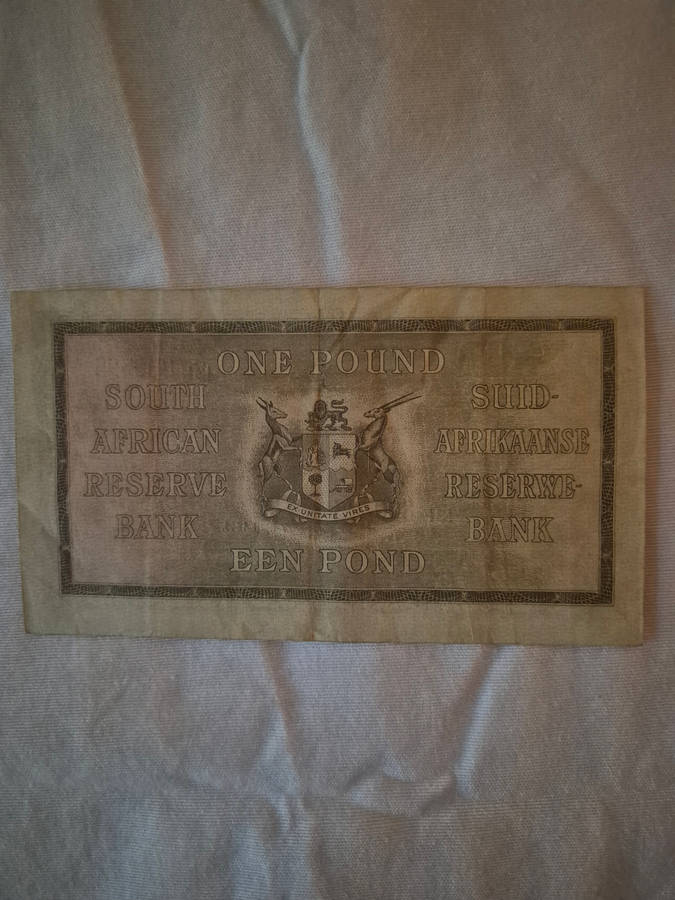 ONE POUND
SOUTH
AFRICAN
RESERVE
BANK
SUID-
AFRIKAANSE
RESERWE-
BANK
EX UNITATE VIRES
EEN POND